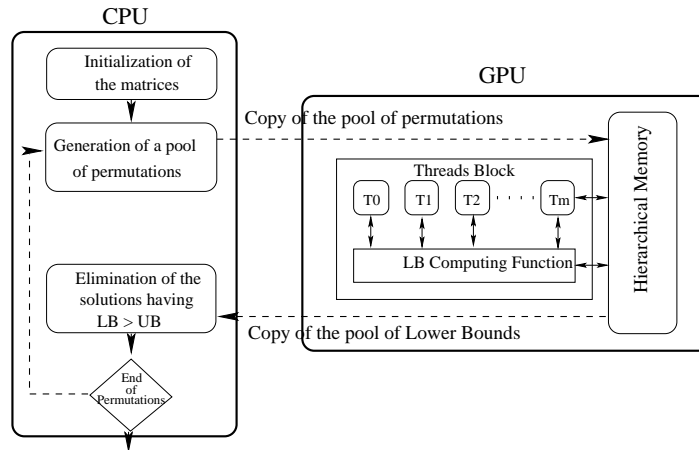 CPU
Initialization of
the matrices
Generation of a pool
of permutations
Elimination of the
solutions having
LB > UB
End
of
Permutations
Copy of the pool of permutations
Copy of the pool of Lower Bounds
GPU
Threads Block
T0 T1 T2 . . . . . Tm
LB Computing Function
Hierarchical Memory